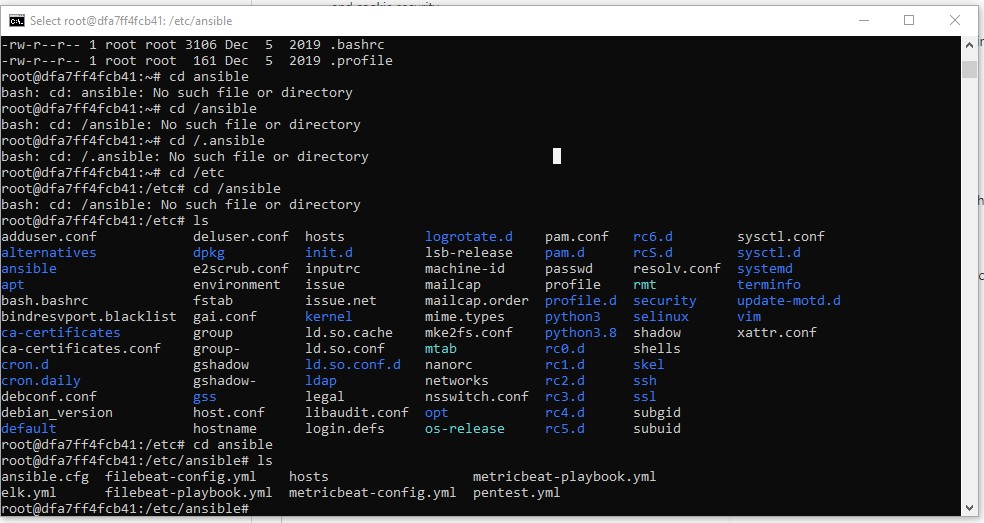 and cookie security
Select root@dfa7ff4fcb41: /etc/ansible
-rw-r--r-- 1 root root 3106 Dec  5  2019 .bashrc
-rw-r--r-- 1 root root  161 Dec  5  2019 .profile
root@dfa7ff4fcb41:~# cd ansible
bash: cd: ansible: No such file or directory
root@dfa7ff4fcb41:~# cd /ansible
bash: cd: /ansible: No such file or directory
root@dfa7ff4fcb41:~# cd /.ansible
bash: cd: /.ansible: No such file or directory
root@dfa7ff4fcb41:~# cd /etc
root@dfa7ff4fcb41:/etc# cd /ansible
bash: cd: /ansible: No such file or directory
root@dfa7ff4fcb41:/etc# ls
adduser.conf            deluser.conf  hosts         logrotate.d    pam.conf   rc6.d        sysctl.conf
alternatives            dpkg          init.d        lsb-release    pam.d      rcS.d        sysctl.d
ansible                 e2scrub.conf  inputrc       machine-id     passwd     resolv.conf  systemd
apt                     environment   issue         mailcap        profile    rmt          terminfo
bash.bashrc             fstab         issue.net     mailcap.order  profile.d  security     update-motd.d
bindresvport.blacklist  gai.conf      kernel        mime.types     python3    selinux      vim
ca-certificates         group         ld.so.cache   mke2fs.conf    python3.8  shadow       xattr.conf
ca-certificates.conf    group-        ld.so.conf    mtab           rc0.d      shells
cron.d                  gshadow       ld.so.conf.d  nanorc         rc1.d      skel
cron.daily              gshadow-      ldap          networks       rc2.d      ssh
debconf.conf            gss           legal         nsswitch.conf  rc3.d      ssl
debian_version          host.conf     libaudit.conf opt            rc4.d      subgid
default                 hostname      login.defs    os-release     rc5.d      subuid
root@dfa7ff4fcb41:/etc# cd ansible
root@dfa7ff4fcb41:/etc/ansible# ls
ansible.cfg  filebeat-config.yml    hosts                  metricbeat-playbook.yml
elk.yml      filebeat-playbook.yml  metricbeat-config.yml  pentest.yml
root@dfa7ff4fcb41:/etc/ansible#